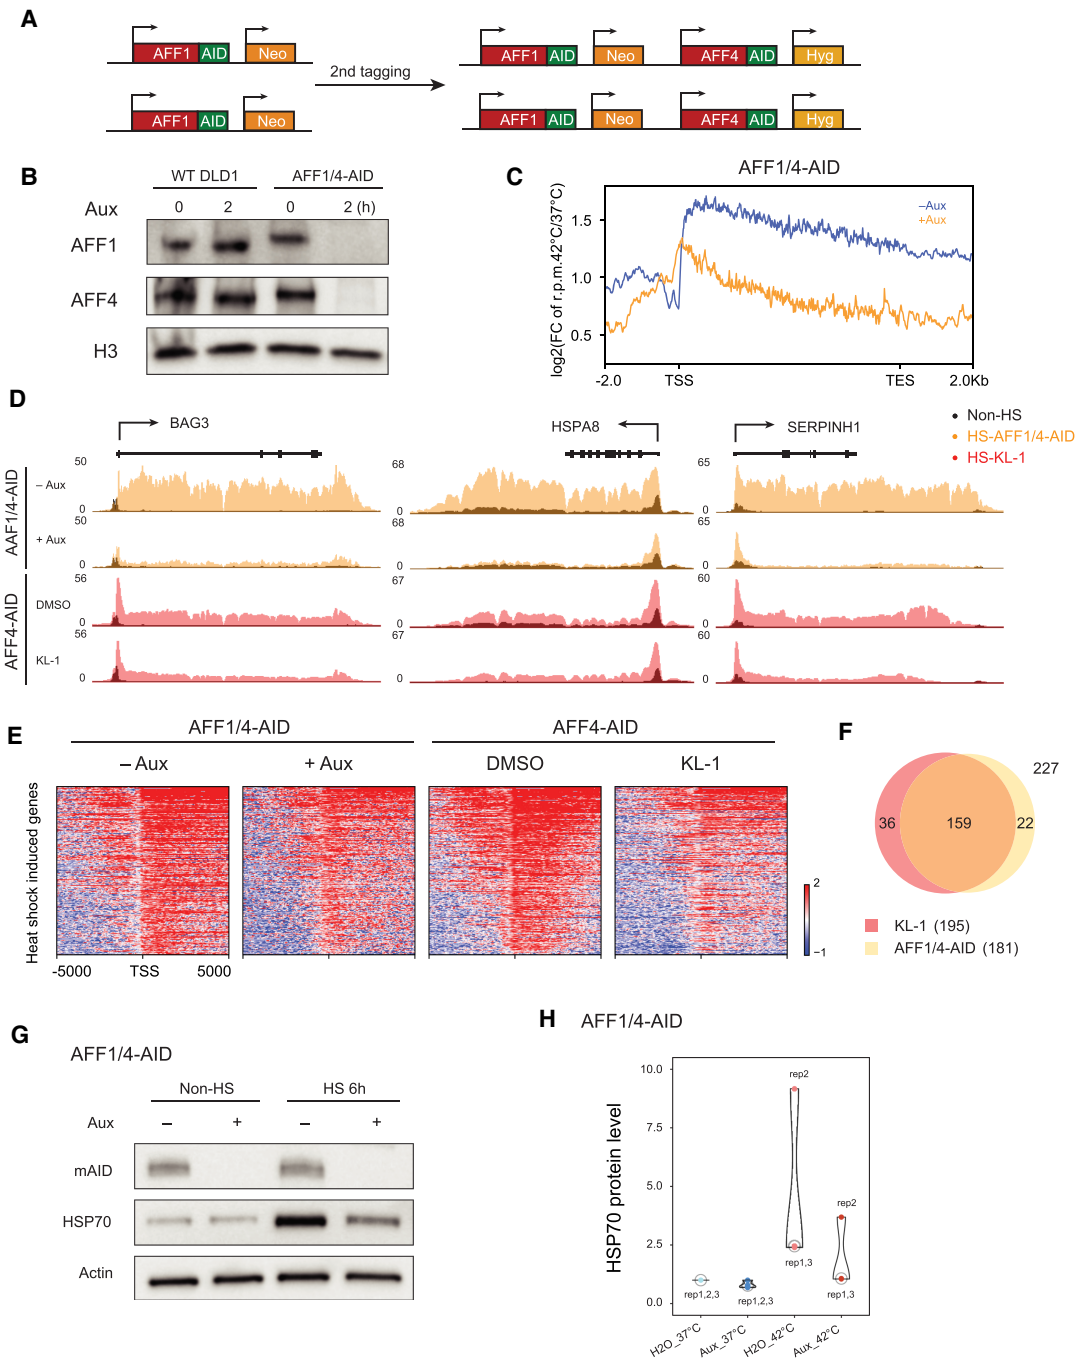 A
AFF1 AID Neo
2nd tagging
AFF1 AID Neo AFF4 AID Hyg
AFF1 AID Neo
AFF1 AID Neo AFF4 AID Hyg
B
WT DLD1 AFF1/4-AID
Aux 0 2 0 2 (h)
AFF1
AFF4
H3
C
AFF1/4-AID
log2(FC of r.p.m.42°C/37°C)
1.5
1.0
0.5
–Aux
+Aux
-2.0 TSS TES 2.0Kb
D
BAG3 HSPA8 SERPINH1
Non-HS
HS-AFF1/4-AID
HS-KL-1
AAF1/4-AID
– Aux
50 68 65
0 0 0
+ Aux
50 68 65
0 0 0
AFF4-AID
DMSO
56 67 60
0 0 0
KL-1
56 67 60
0 0 0
E
AFF1/4-AID AFF4-AID
– Aux + Aux DMSO KL-1
Heat shock induced genes
-5000 TSS 5000
2
−1
F
227
36 159 22
KL-1 (195)
AFF1/4-AID (181)
G
AFF1/4-AID
Non-HS HS 6h
Aux – + – +
mAID
HSP70
Actin
H
AFF1/4-AID
HSP70 protein level
10.0
7.5
5.0
2.5
0.0
rep1,2,3
rep1,2,3
rep2
rep1,3
rep2
rep1,3
H2O_37°C
Aux_37°C
H2O_42°C
Aux_42°C